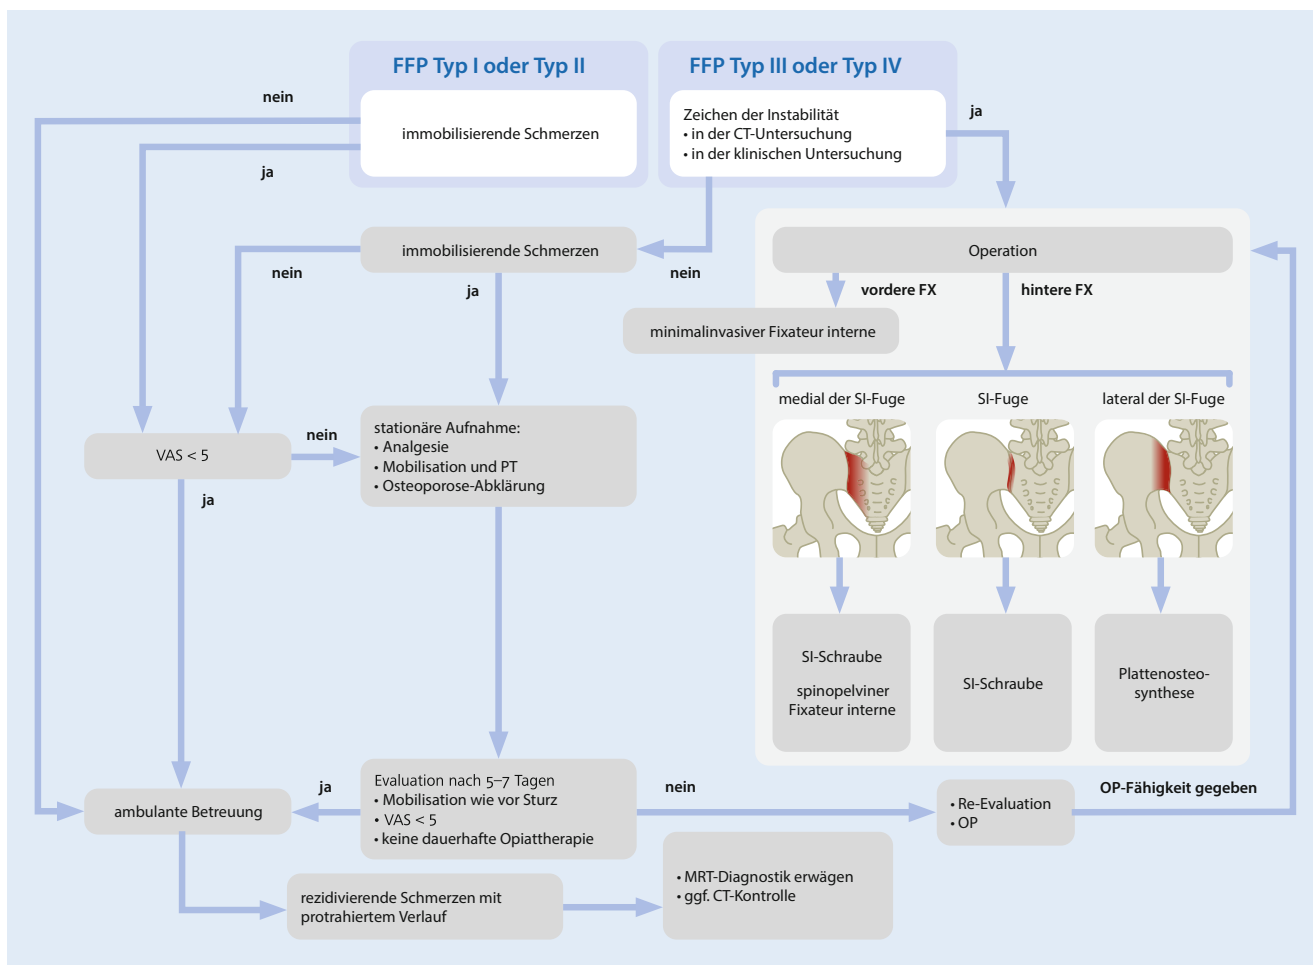 FFP Typ I oder Typ II
FFP Typ III oder Typ IV
nein
immobilisierende Schmerzen
ja
Zeichen der Instabilität
• in der CT-Untersuchung
• in der klinischen Untersuchung
ja
immobilisierende Schmerzen
nein
ja
nein
Operation
vordere FX
hintere FX
minimalinvasiver Fixateur interne
medial der SI-Fuge
SI-Fuge
lateral der SI-Fuge
VAS < 5
nein
ja
stationäre Aufnahme:
• Analgesie
• Mobilisation und PT
• Osteoporose-Abklärung
SI-Schraube
spinopelviner
Fixateur interne
SI-Schraube
Plattenosteo-
synthese
ambulante Betreuung
ja
Evaluation nach 5–7 Tagen
• Mobilisation wie vor Sturz
• VAS < 5
• keine dauerhafte Opiattherapie
nein
• Re-Evaluation
• OP
OP-Fähigkeit gegeben
rezidivierende Schmerzen mit
protrahiertem Verlauf
• MRT-Diagnostik erwägen
• ggf. CT-Kontrolle